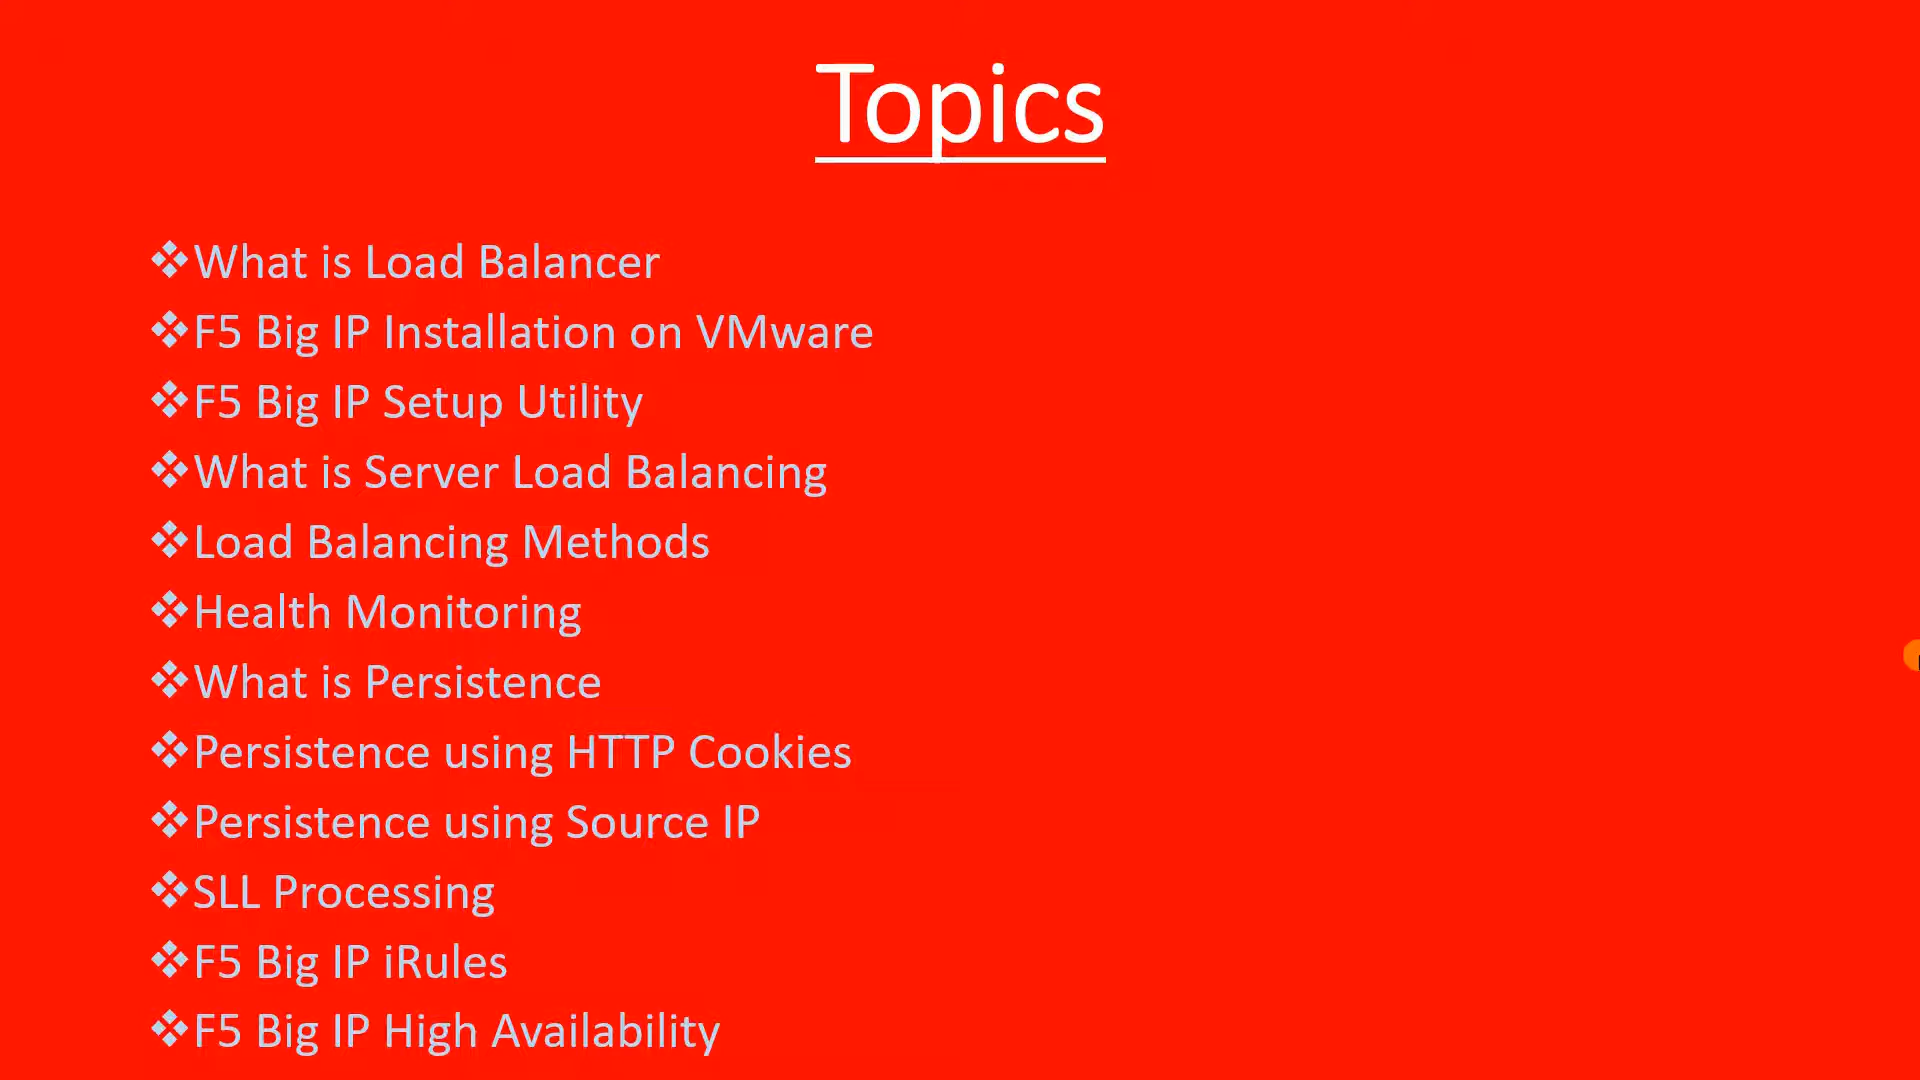 Topics
❖What is Load Balancer
❖F5 Big IP Installation on VMware
❖F5 Big IP Setup Utility
❖What is Server Load Balancing
❖Load Balancing Methods
❖Health Monitoring
❖What is Persistence
❖Persistence using HTTP Cookies
❖Persistence using Source IP
❖SLL Processing
❖F5 Big IP iRules
❖F5 Big IP High Availability